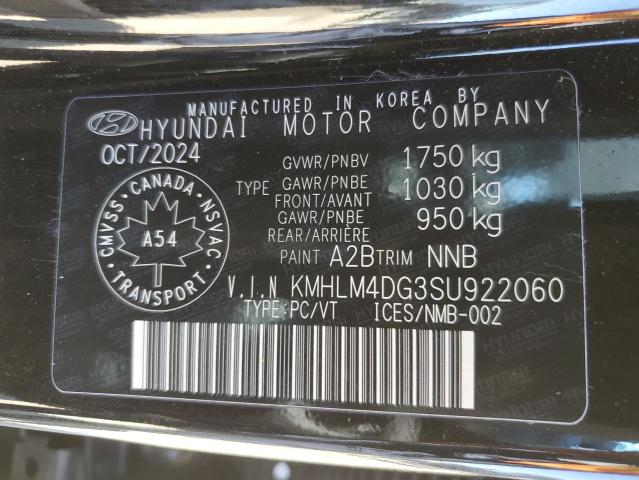 MANUFACTURED IN KOREA BY
HYUNDAI MOTOR COMPANY
OCT/2024
GVWR/PNBV 1750 kg
TYPE GAWR/PNBE 1030 kg
FRONT/AVANT
GAWR/PNBE 950 kg
REAR/ARRIÈRE
PAINT A2B TRIM NNB
V.I.N KMHLM4DG3SU922060
TYPE:PC/VT ICES/NMB-002
CMVSS • CANADA • NSVAC
A54
TRANSPORT